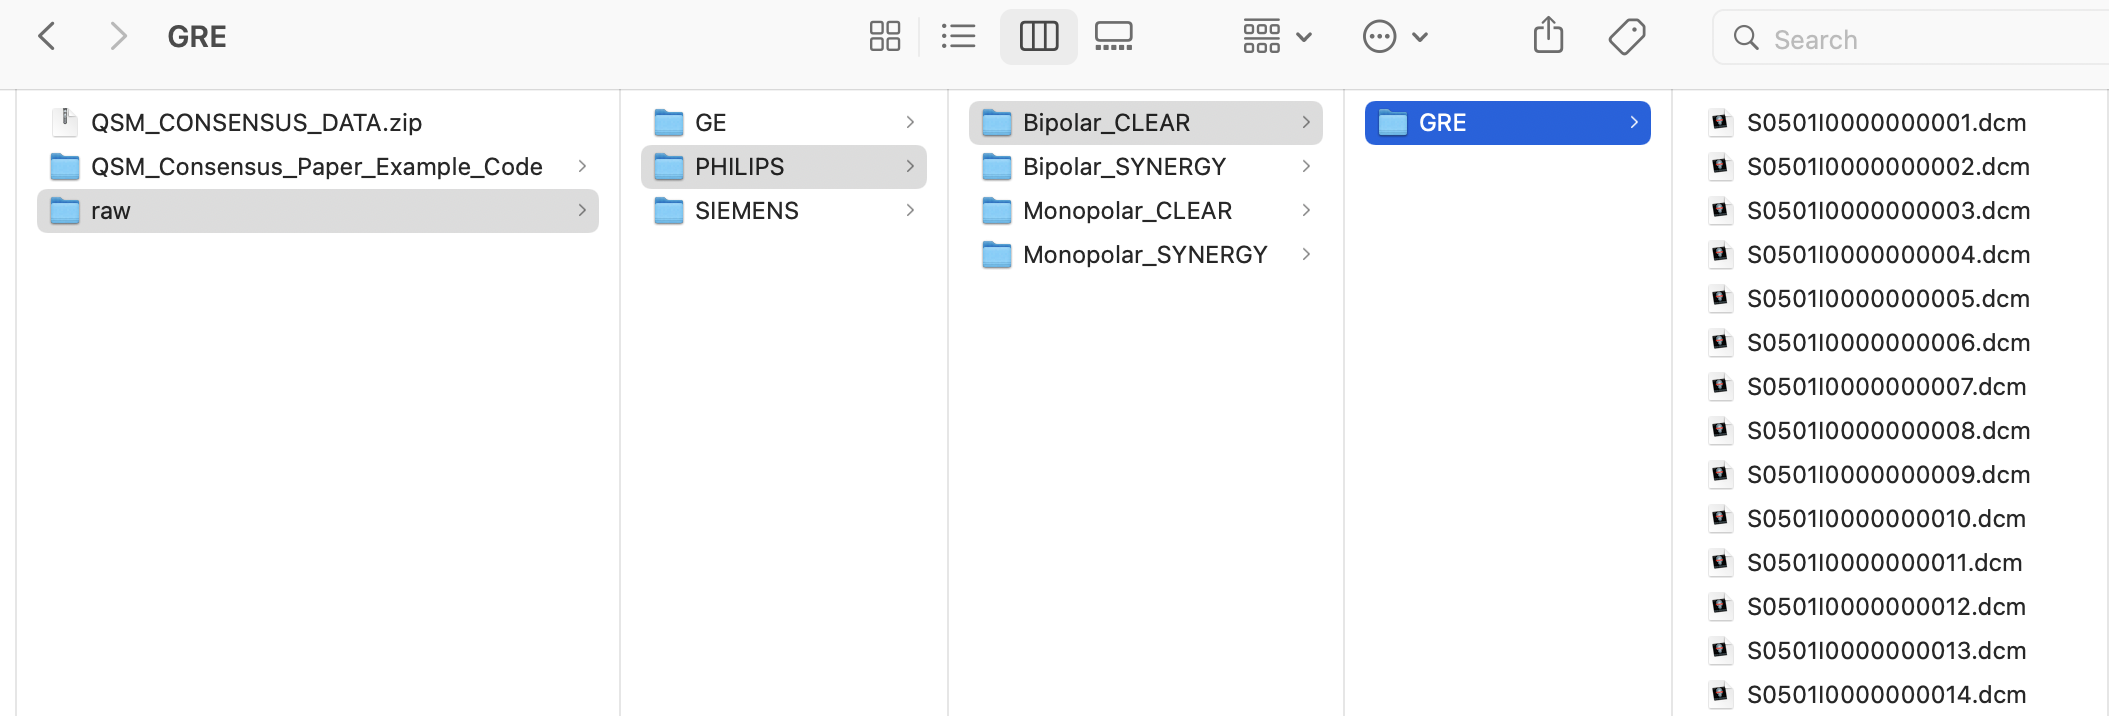 GRE
Search
QSM_CONSENSUS_DATA.zip
QSM_Consensus_Paper_Example_Code
raw
GE
PHILIPS
SIEMENS
Bipolar_CLEAR
Bipolar_SYNERGY
Monopolar_CLEAR
Monopolar_SYNERGY
GRE
S0501I0000000001.dcm
S0501I0000000002.dcm
S0501I0000000003.dcm
S0501I0000000004.dcm
S0501I0000000005.dcm
S0501I0000000006.dcm
S0501I0000000007.dcm
S0501I0000000008.dcm
S0501I0000000009.dcm
S0501I0000000010.dcm
S0501I0000000011.dcm
S0501I0000000012.dcm
S0501I0000000013.dcm
S0501I0000000014.dcm